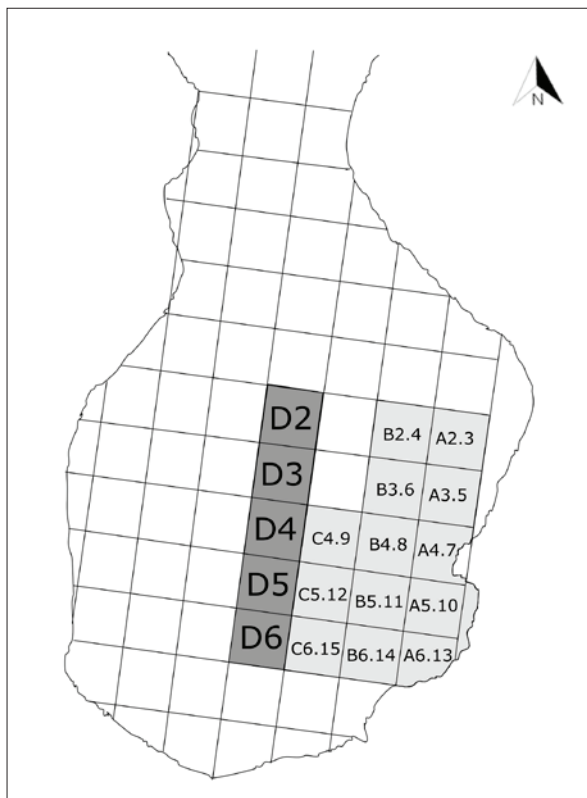 N
D2 B2.4 A2.3
D3 B3.6 A3.5
D4 C4.9 B4.8 A4.7
D5 C5.12 B5.11 A5.10
D6 C6.15 B6.14 A6.13